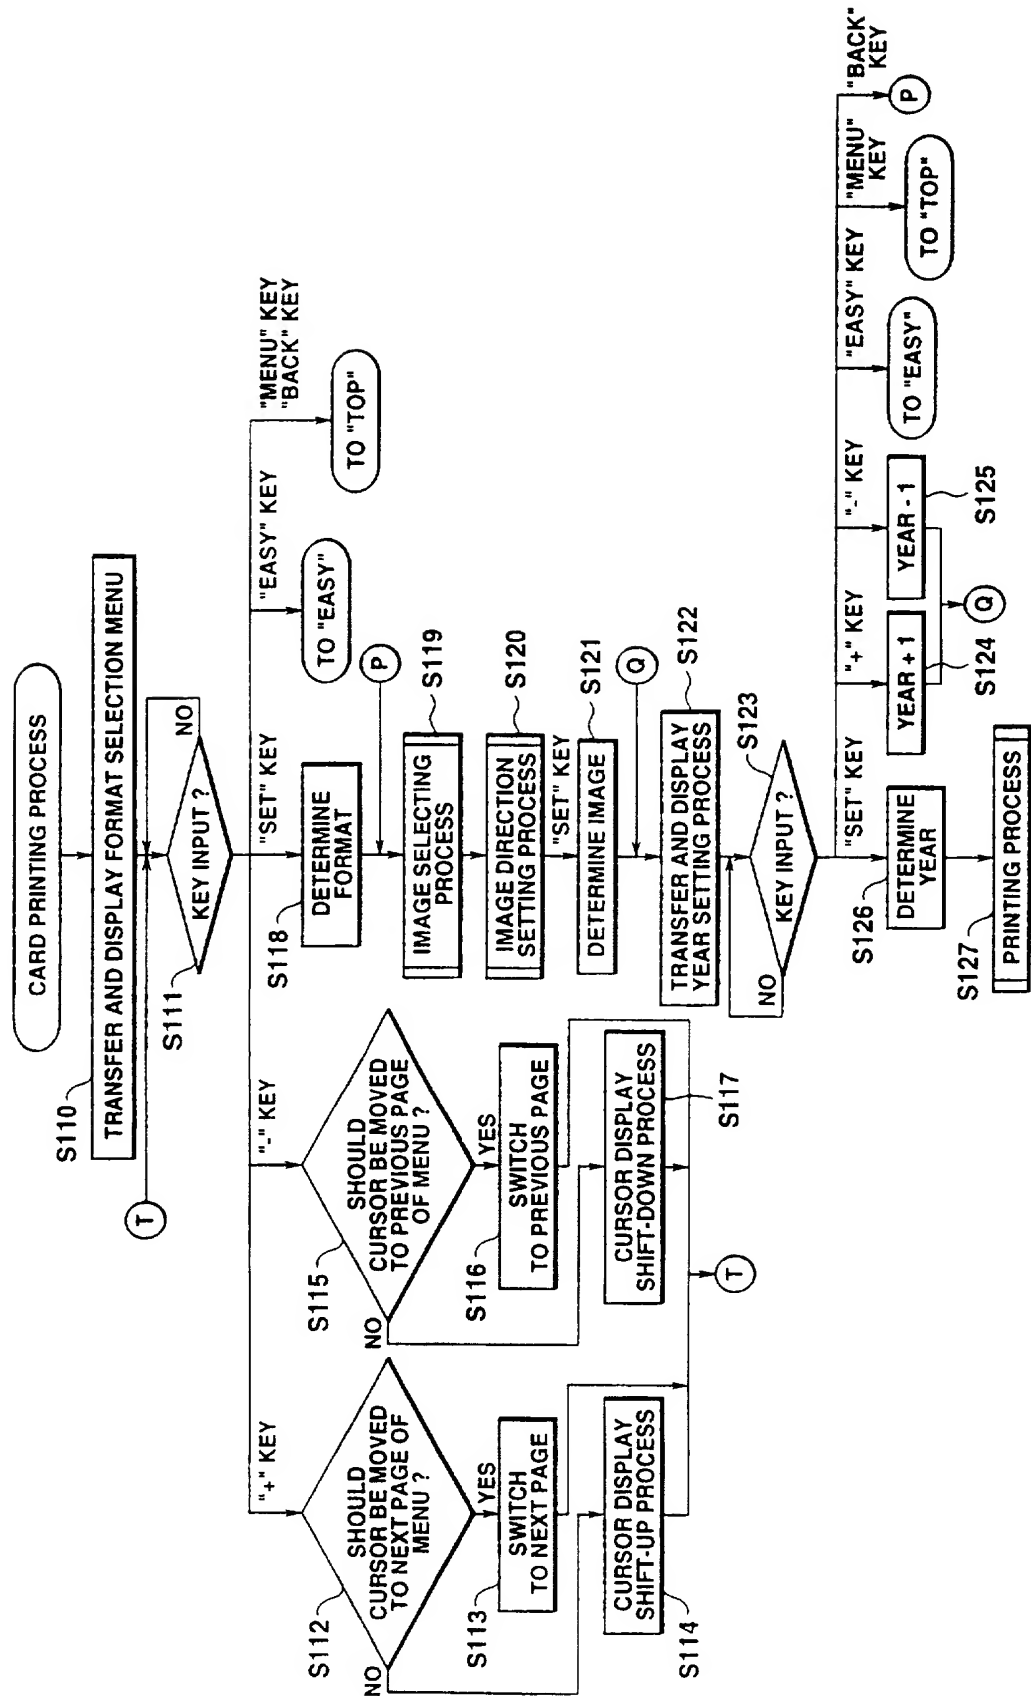 CARD PRINTING PROCESS
S110
TRANSFER AND DISPLAY FORMAT SELECTION MENU
T
S111
KEY INPUT ?
NO
"+" KEY
"-" KEY
"SET" KEY
"EASY" KEY
"MENU" KEY
"BACK" KEY
S112
SHOULD
CURSOR BE MOVED
TO NEXT PAGE OF
MENU ?
NO
YES
S113
SWITCH
TO NEXT PAGE
S114
CURSOR DISPLAY
SHIFT-UP PROCESS
S115
SHOULD
CURSOR BE MOVED
TO PREVIOUS PAGE
OF MENU ?
NO
YES
S116
SWITCH
TO PREVIOUS PAGE
CURSOR DISPLAY
SHIFT-DOWN PROCESS
S117
T
S118
DETERMINE
FORMAT
TO "EASY"
TO "TOP"
P
IMAGE SELECTING
PROCESS
S119
IMAGE DIRECTION
SETTING PROCESS
S120
"SET" KEY
DETERMINE IMAGE
S121
Q
TRANSFER AND DISPLAY
YEAR SETTING PROCESS
S122
KEY INPUT ?
S123
NO
"SET" KEY
"+" KEY
"-" KEY
"EASY" KEY
"MENU"
KEY
"BACK"
KEY
S126
DETERMINE
YEAR
YEAR + 1
S124
YEAR - 1
S125
Q
TO "EASY"
TO "TOP"
P
S127
PRINTING PROCESS